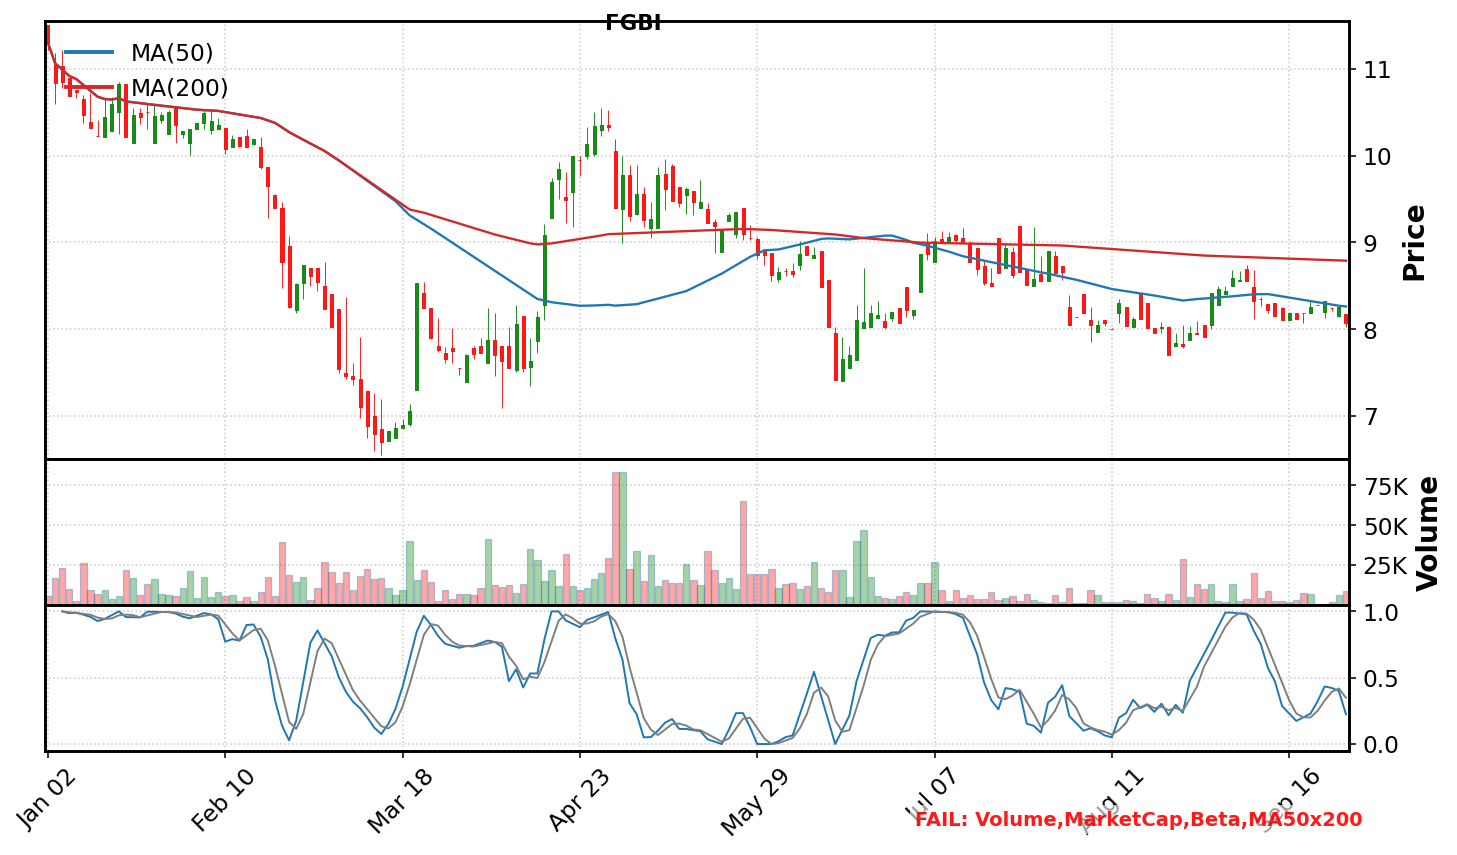 FGBI
MA(50)
MA(200)
11
10
9
8
7
Price
75K
50K
25K
Volume
1.0
0.5
0.0
Jan 02
Feb 10
Mar 18
Apr 23
May 29
Jul 07
Aug 11
Sep 16
FAIL: Volume,MarketCap,Beta,MA50x200